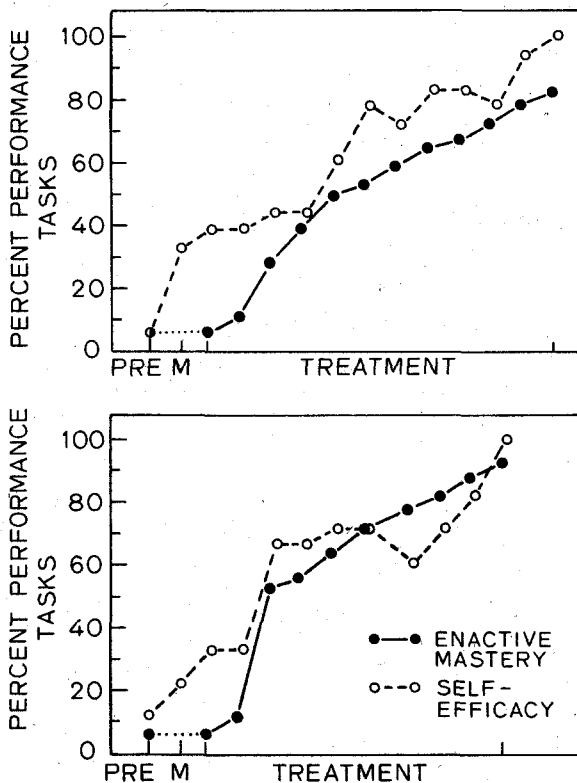 PERCENT PERFORMANCE
TASKS
100
80
60
40
20
0
PRE M TREATMENT
PERCENT PERFORMANCE
TASKS
100
80
60
40
20
0
ENACTIVE
MASTERY
SELF-
EFFICACY
PRE M TREATMENT